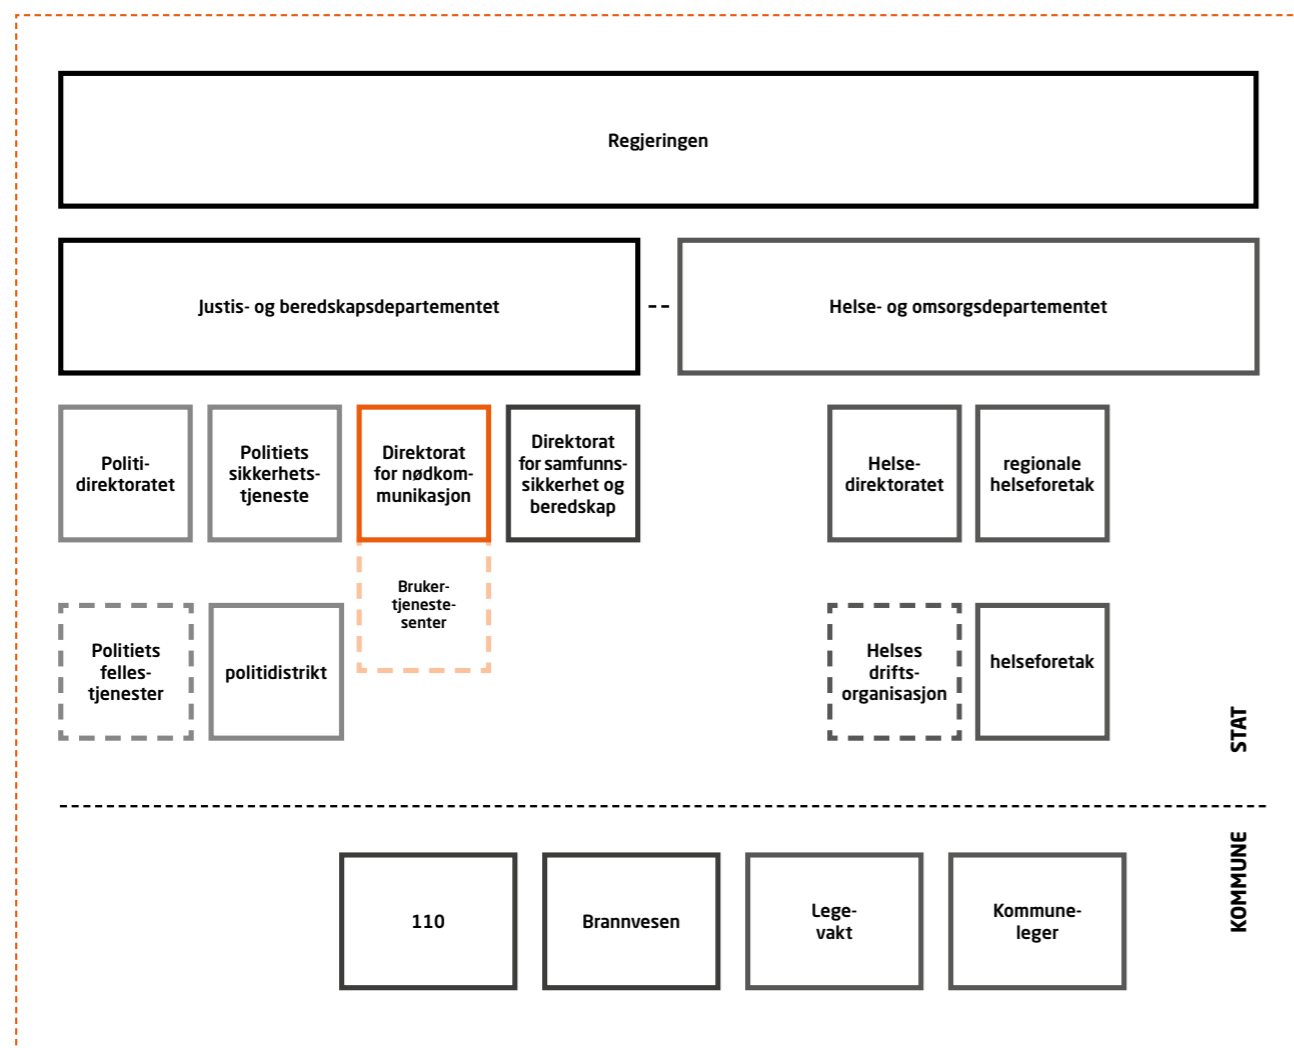 Regjeringen
Justis- og beredskapsdepartementet
Helse- og omsorgsdepartementet
Politi-
direktoratet
Politiets
sikkerhets-
tjeneste
Direktorat
for nødkom-
munikasjon
Direktorat
for samfunns-
sikkerhet og
beredskap
Helse-
direktoratet
regionale
helseforetak
Bruker-
tjeneste-
senter
Politiets
felles-
tjenester
politidistrikt
Helses
drifts-
organisasjon
helseforetak
STAT
KOMMUNE
110
Brannvesen
Lege-
vakt
Kommune-
leger